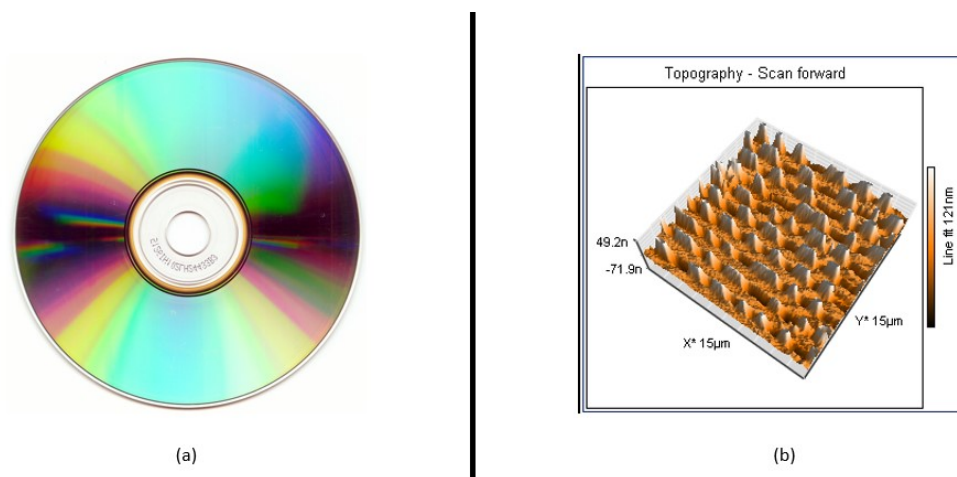 Topography - Scan forward
49.2n
-71.9n
X* 15µm
Y* 15µm
Line fit 121nm
(a)
(b)